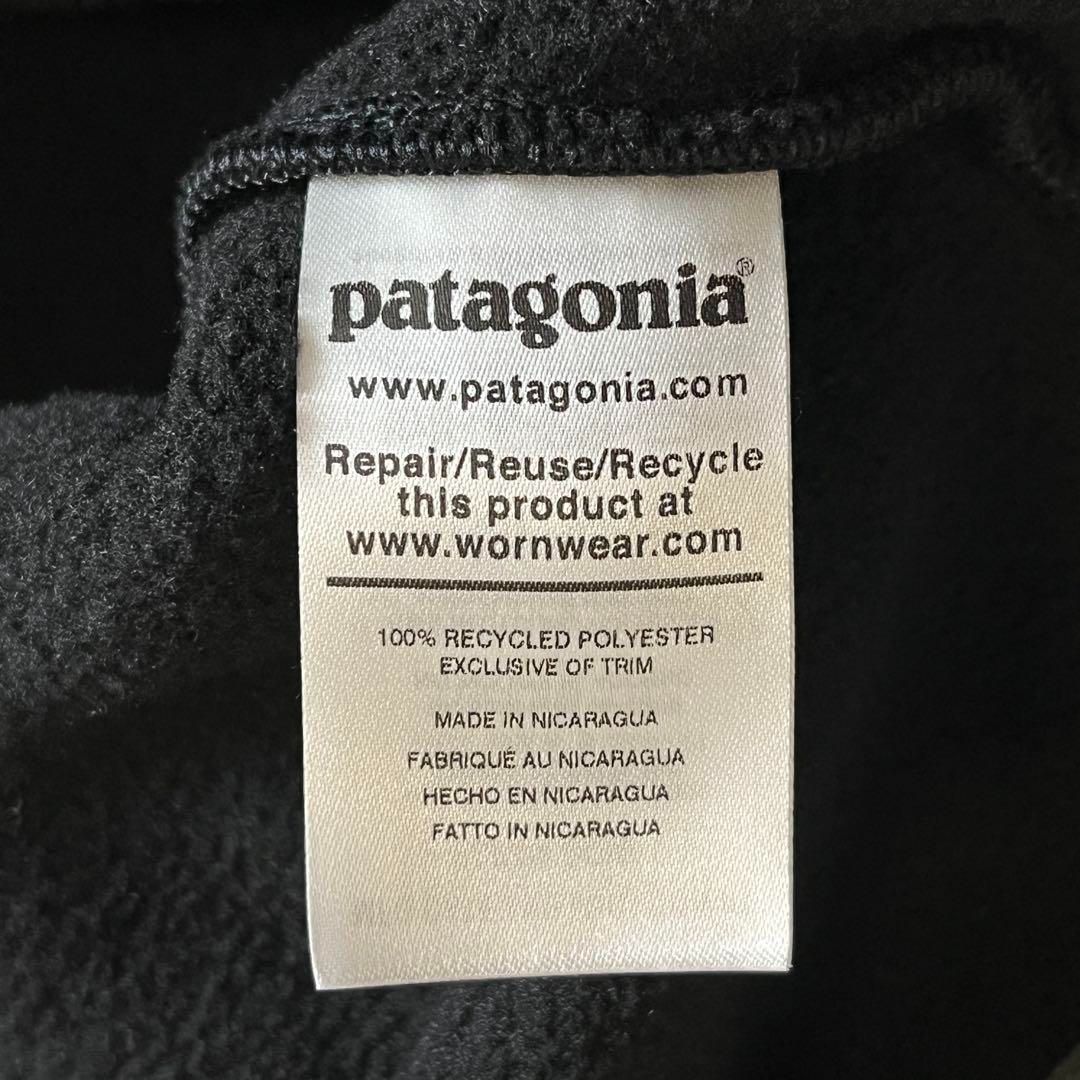 patagonia®
www.patagonia.com
Repair/Reuse/Recycle
this product at
www.wornwear.com
100% RECYCLED POLYESTER
EXCLUSIVE OF TRIM
MADE IN NICARAGUA
FABRIQUÉ AU NICARAGUA
HECHO EN NICARAGUA
FATTO IN NICARAGUA